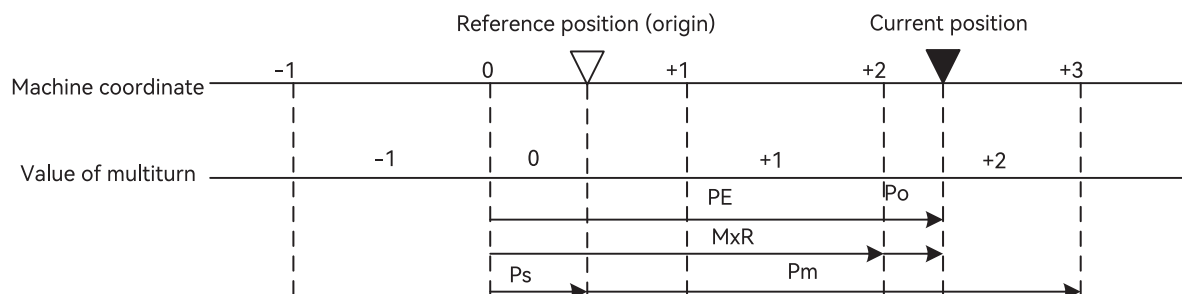 Reference position (origin) Current position
-1 0 +1 +2 +3
Machine coordinate
-1 0 +1 +2
Value of multiturn
PE Po
MxR
Ps Pm